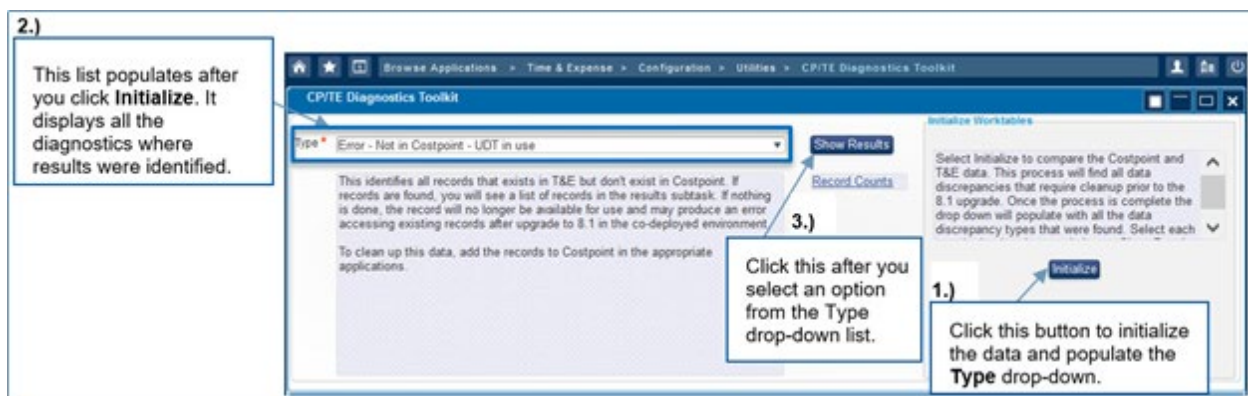 2.)
This list populates after
you click Initialize. It
displays all the
diagnostics where
results were identified.
Browse Applications > Time & Expense > Configuration > Utilities > CP/TE Diagnostics Toolkit
CP/TE Diagnostics Toolkit
Type * Error - Not in Costpoint - UDT in use
Show Results
Record Counts
This identifies all records that exists in T&E but don't exist in Costpoint. If
records are found, you will see a list of records in the results subtask. If nothing
is done, the record will no longer be available for use and may produce an error
accessing existing records after upgrade to 8.1 in the co-deployed environment.
To clean up this data, add the records to Costpoint in the appropriate
applications.
3.)
Click this after you
select an option
from the Type
drop-down list.
Initialize Worktables
Select Initialize to compare the Costpoint and
T&E data. This process will find all data
discrepancies that require cleanup prior to the
8.1 upgrade. Once the process is complete the
drop down will populate with all the data
discrepancy types that were found. Select each
Initialize
1.)
Click this button to initialize
the data and populate the
Type drop-down.